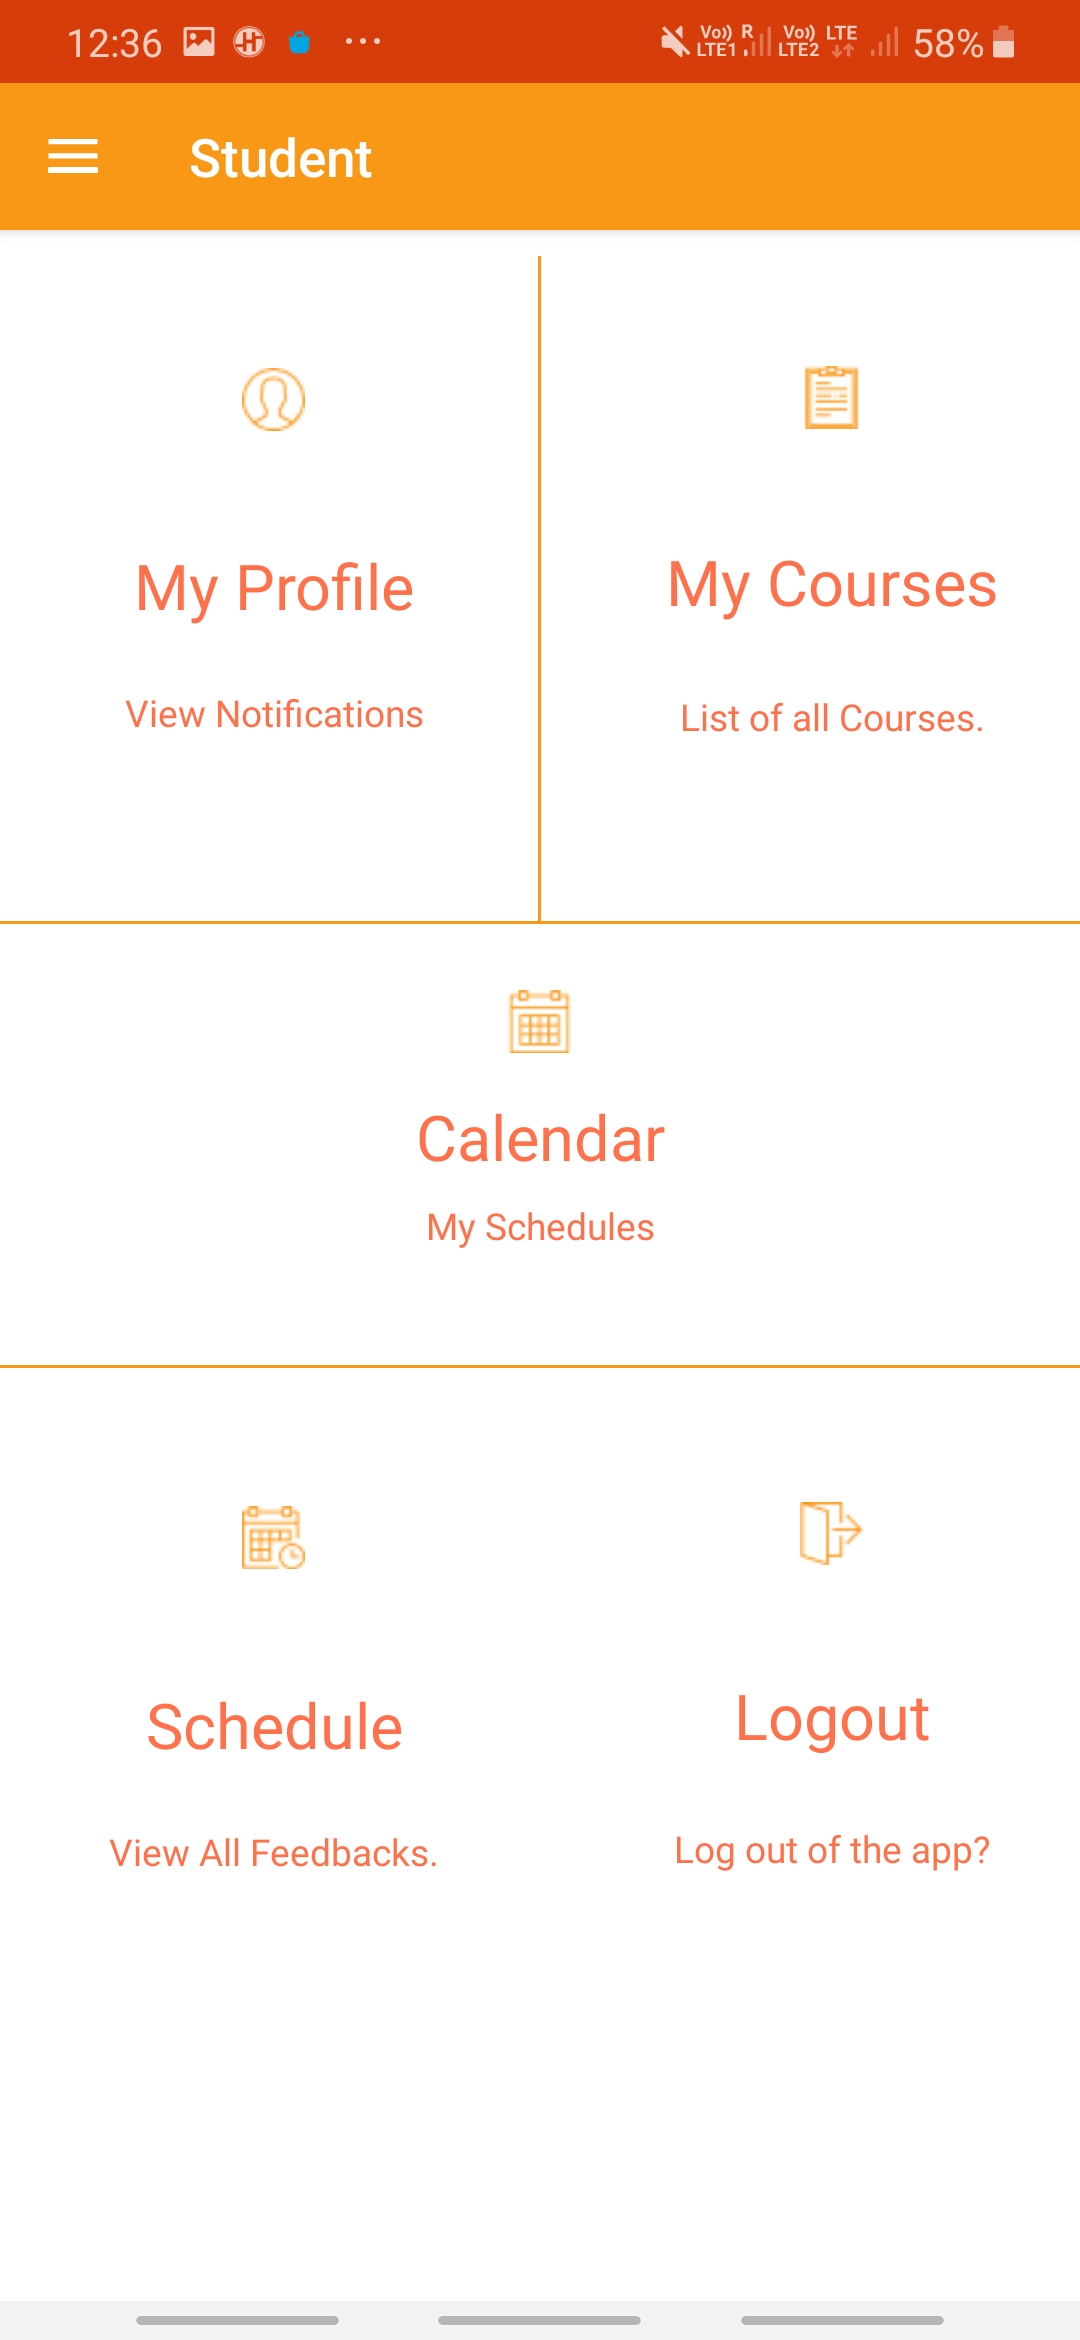 12:36
Vo)) R Vo)) LTE
LTE1 LTE2 58%
Student
My Profile
View Notifications
My Courses
List of all Courses.
Calendar
My Schedules
Schedule
View All Feedbacks.
Logout
Log out of the app?